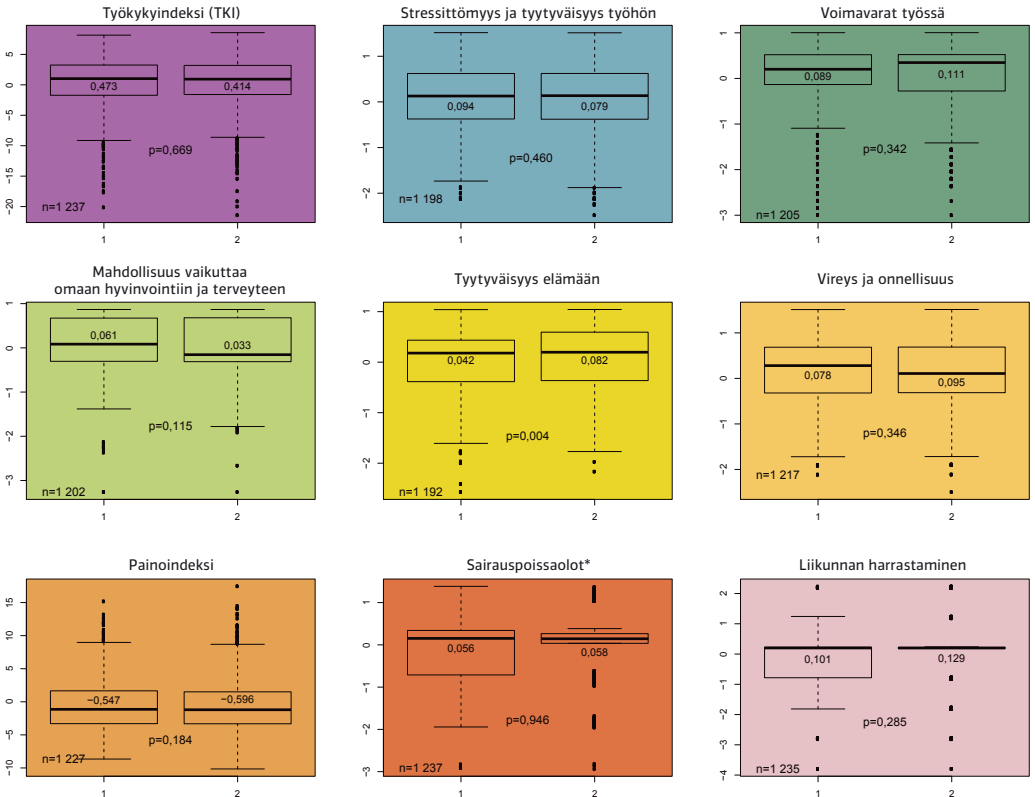 Työkykyindeksi (TKI)
5
0
−5
−10
−15
−20
0,473
0,414
p=0,669
n=1 237
1
2
Stressittömyys ja tyytyväisyys työhön
1
0
−1
−2
0,094
0,079
p=0,460
n=1 198
1
2
Voimavarat työssä
1
0
−1
−2
−3
0,089
0,111
p=0,342
n=1 205
1
2
Mahdollisuus vaikuttaa
omaan hyvinvointiin ja terveyteen
1
0
−1
−2
−3
0,061
0,033
p=0,115
n=1 202
1
2
Tyytyväisyys elämään
1
0
−1
−2
0,042
0,082
p=0,004
n=1 192
1
2
Vireys ja onnellisuus
1
0
−1
−2
0,078
0,095
p=0,346
n=1 217
1
2
Painoindeksi
15
10
5
0
−5
−10
−0,547
−0,596
p=0,184
n=1 227
1
2
Sairauspoissaolot*
1
0
−1
−2
−3
0,056
0,058
p=0,946
n=1 237
1
2
Liikunnan harrastaminen
2
1
0
−1
−2
−3
−4
0,101
0,129
p=0,285
n=1 235
1
2